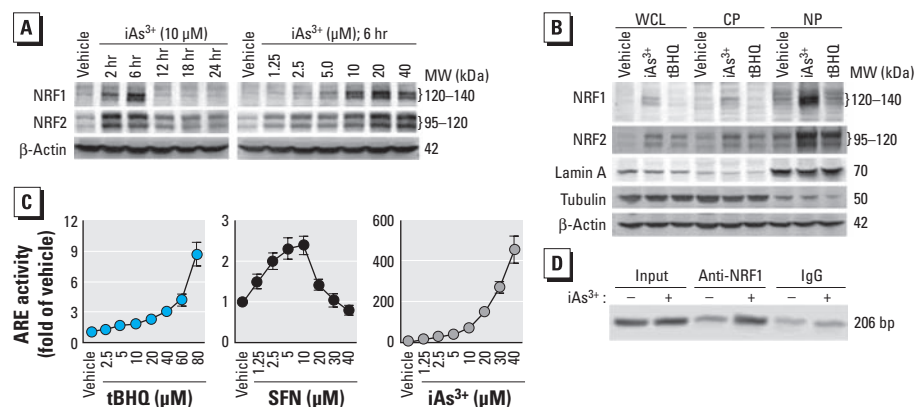 A
iAs³⁺ (10 µM)
iAs³⁺ (µM); 6 hr
Vehicle
2 hr
6 hr
12 hr
18 hr
24 hr
Vehicle
1.25
2.5
5.0
10
20
40
MW (kDa)
NRF1
}120–140
NRF2
}95–120
β-Actin
42
B
WCL
CP
NP
Vehicle
iAs³⁺
tBHQ
Vehicle
iAs³⁺
tBHQ
Vehicle
iAs³⁺
tBHQ
MW (kDa)
NRF1
}120–140
NRF2
}95–120
Lamin A
70
Tubulin
50
β-Actin
42
C
ARE activity
(fold of vehicle)
12
9
6
3
0
Vehicle
2.5
5
10
20
40
60
80
tBHQ (µM)
3
2
1
0
Vehicle
1.25
2.5
5
10
20
30
40
SFN (µM)
600
400
200
0
Vehicle
1.25
2.5
5
10
20
30
40
iAs³⁺ (µM)
D
Input
Anti-NRF1
IgG
iAs³⁺ :
–
+
–
+
–
+
206 bp